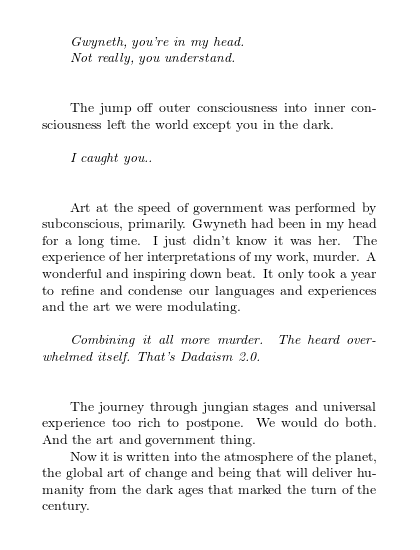 Gwyneth, you're in my head.
Not really, you understand.
The jump off outer consciousness into inner con-
sciousness left the world except you in the dark.
I caught you..
Art at the speed of government was performed by
subconscious, primarily. Gwyneth had been in my head
for a long time. I just didn't know it was her. The
experience of her interpretations of my work, murder. A
wonderful and inspiring down beat. It only took a year
to refine and condense our languages and experiences
and the art we were modulating.
Combining it all more murder. The heard over-
whelmed itself. That's Dadaism 2.0.
The journey through jungian stages and universal
experience too rich to postpone. We would do both.
And the art and government thing.
Now it is written into the atmosphere of the planet,
the global art of change and being that will deliver hu-
manity from the dark ages that marked the turn of the
century.